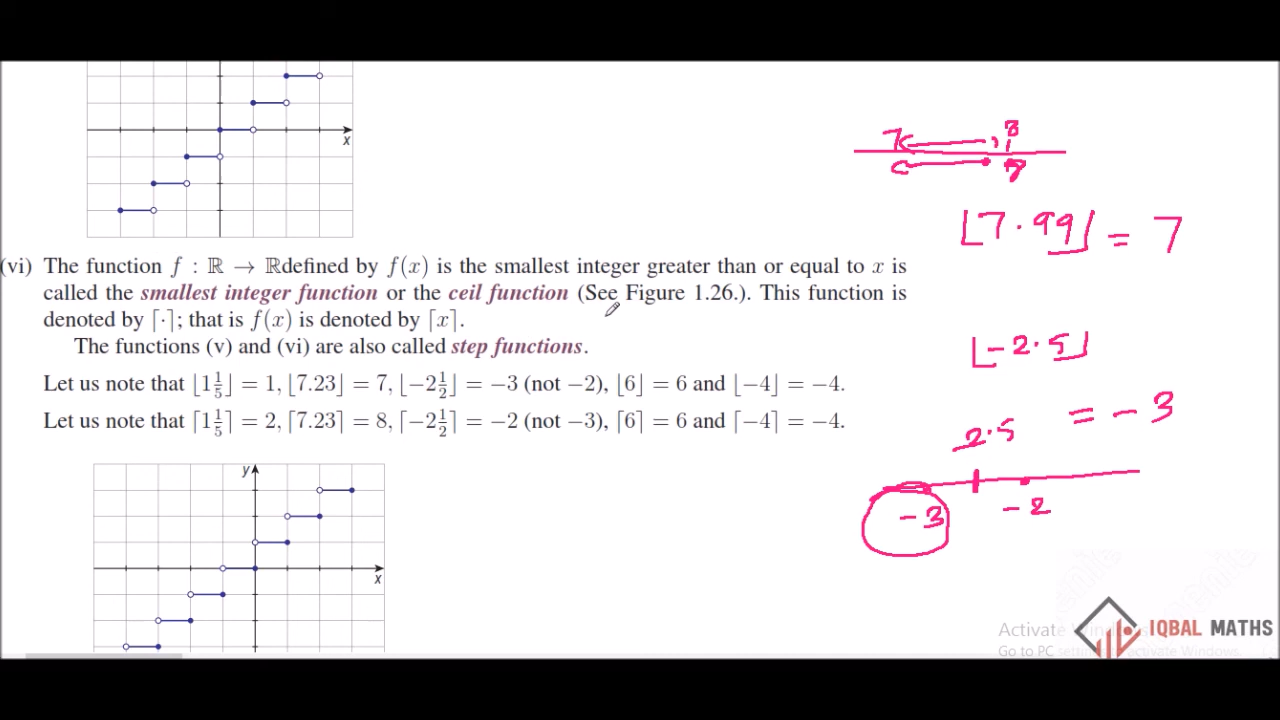 x
(vi) The function f : ℝ → ℝdefined by f(x) is the smallest integer greater than or equal to x is
called the smallest integer function or the ceil function (See Figure 1.26.). This function is
denoted by ⌈·⌉; that is f(x) is denoted by ⌈x⌉.
The functions (v) and (vi) are also called step functions.
Let us note that ⌊1 1/5⌋ = 1, ⌊7.23⌋ = 7, ⌊−2 1/2⌋ = −3 (not −2), ⌊6⌋ = 6 and ⌊−4⌋ = −4.
Let us note that ⌈1 1/5⌉ = 2, ⌈7.23⌉ = 8, ⌈−2 1/2⌉ = −2 (not −3), ⌈6⌉ = 6 and ⌈−4⌉ = −4.
y
x
7 8
⌊7.99⌋ = 7
⌊-2.5⌋
= -3
2.5
-3 -2
Activate Windows
Go to PC settings to activate Windows.
IQBAL MATHS